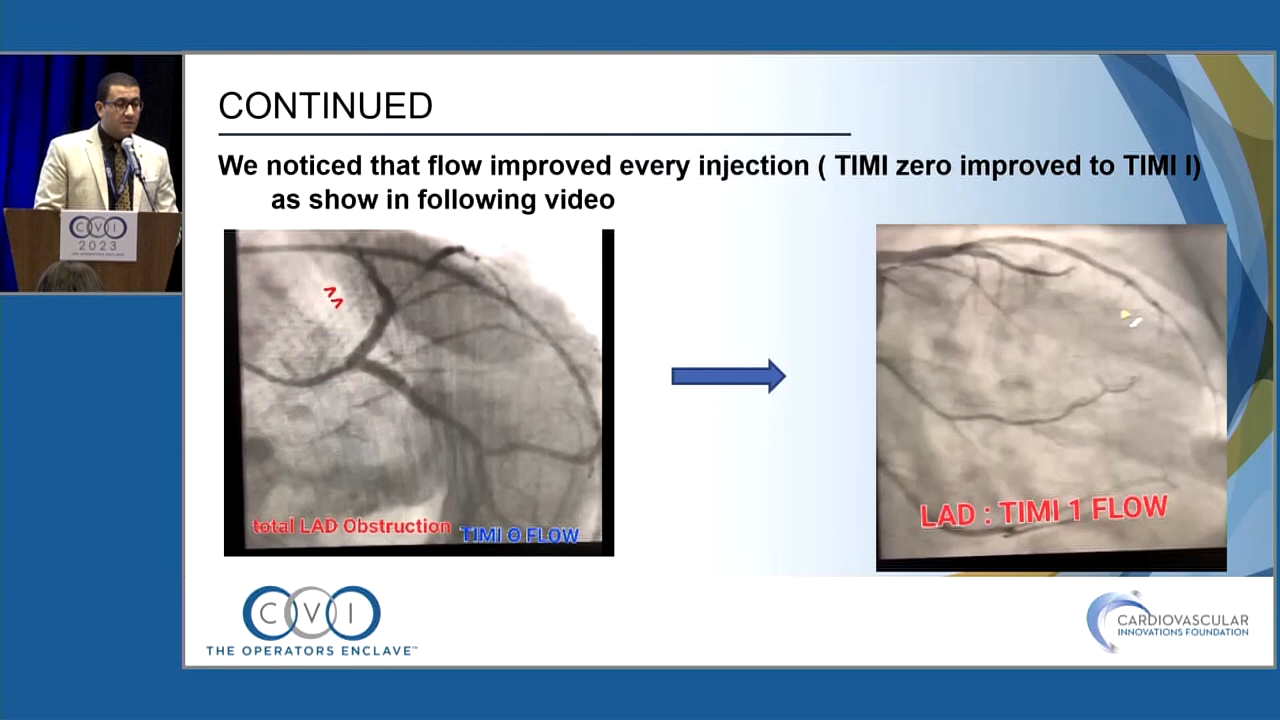 CONTINUED
We noticed that flow improved every injection ( TIMI zero improved to TIMI I)
as show in following video
total LAD Obstruction
TIMI 0 FLOW
LAD : TIMI 1 FLOW
CVI
2023
THE OPERATORS ENCLAVE
CVI
THE OPERATORS ENCLAVE™
CARDIOVASCULAR
INNOVATIONS FOUNDATION